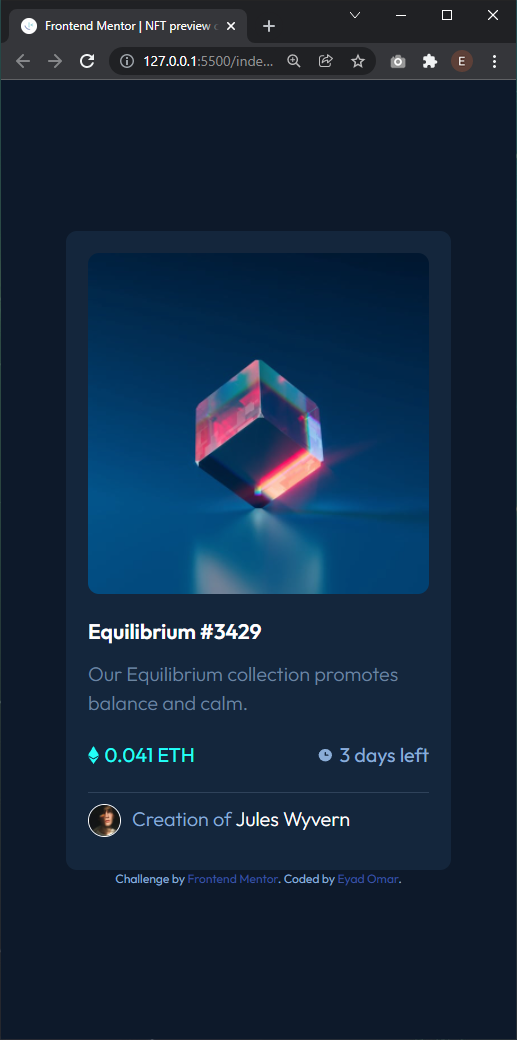 Frontend Mentor | NFT preview c
127.0.0.1:5500/inde...
E
Equilibrium #3429
Our Equilibrium collection promotes
balance and calm.
0.041 ETH
3 days left
Creation of Jules Wyvern
Challenge by Frontend Mentor. Coded by Eyad Omar.